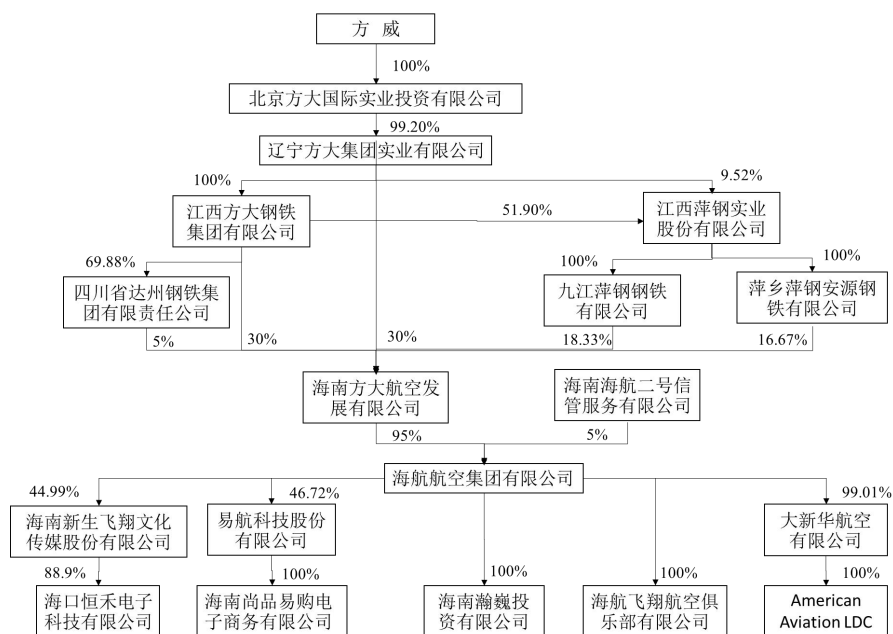 方 威
100%
北京方大国际实业投资有限公司
99.20%
辽宁方大集团实业有限公司
100%
9.52%
江西方大钢铁
集团有限公司
51.90%
江西萍钢实业
股份有限公司
69.88%
100%
100%
四川省达州钢铁集
团有限责任公司
九江萍钢钢铁
有限公司
萍乡萍钢安源钢
铁有限公司
5%
30%
30%
18.33%
16.67%
海南方大航空发
展有限公司
海南海航二号信
管服务有限公司
95%
5%
海航航空集团有限公司
44.99%
46.72%
99.01%
海南新生飞翔文化
传媒股份有限公司
易航科技股份
有限公司
大新华航空
有限公司
88.9%
100%
100%
100%
100%
海口恒禾电子
科技有限公司
海南尚品易购电
子商务有限公司
海南瀚巍投
资有限公司
海航飞翔航空俱
乐部有限公司
American
Aviation LDC